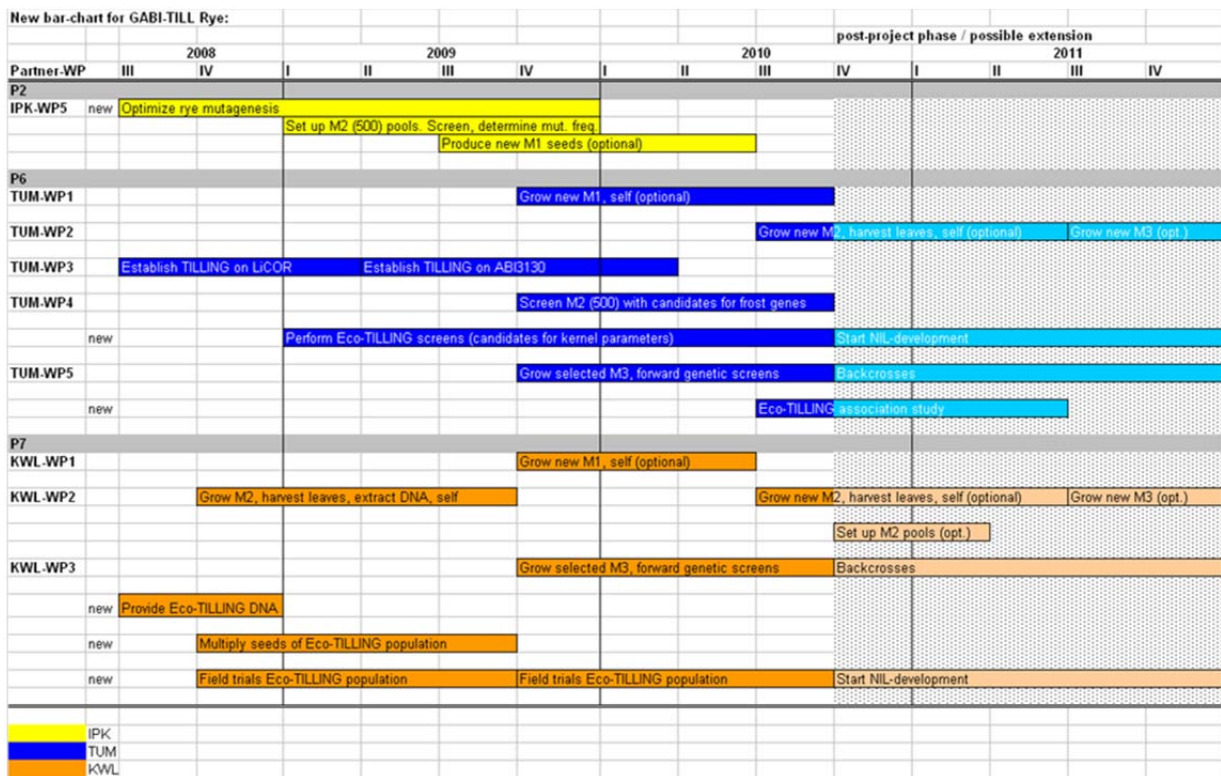 New bar-chart for GABI-TILL Rye:
post-project phase / possible extension
2008 2009 2010 2011
Partner-WP III IV I II III IV I II III IV I II III IV
P2
IPK-WP5 new Optimize rye mutagenesis
Set up M2 (500) pools. Screen, determine mut. freq.
Produce new M1 seeds (optional)
P6
TUM-WP1 Grow new M1, self (optional)
TUM-WP2 Grow new M2, harvest leaves, self (optional) Grow new M3 (opt.)
TUM-WP3 Establish TILLING on LiCOR Establish TILLING on ABI3130
TUM-WP4 Screen M2 (500) with candidates for frost genes
new Perform Eco-TILLING screens (candidates for kernel parameters) Start NIL-development
TUM-WP5 Grow selected M3, forward genetic screens Backcrosses
new Eco-TILLING association study
P7
KWL-WP1 Grow new M1, self (optional)
KWL-WP2 Grow M2, harvest leaves, extract DNA, self Grow new M2, harvest leaves, self (optional) Grow new M3 (opt.)
Set up M2 pools (opt.)
KWL-WP3 Grow selected M3, forward genetic screens Backcrosses
new Provide Eco-TILLING DNA
new Multiply seeds of Eco-TILLING population
new Field trials Eco-TILLING population Field trials Eco-TILLING population Start NIL-development
IPK
TUM
KWL